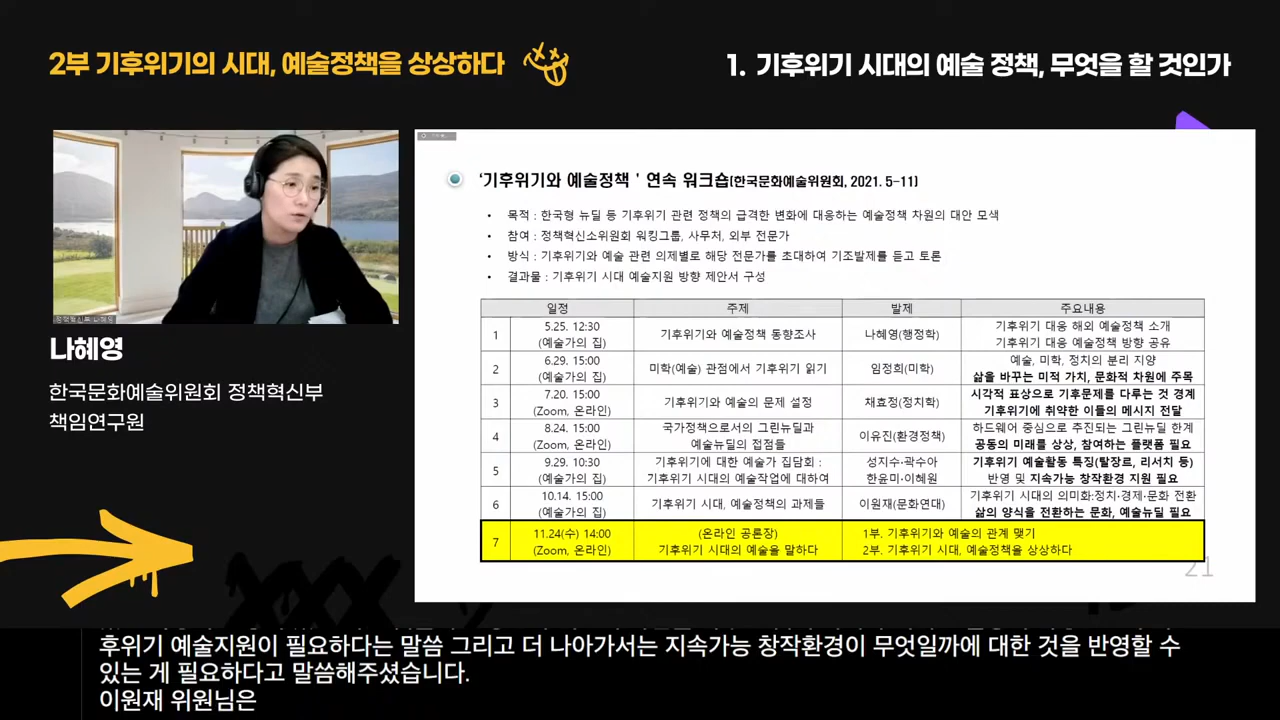 2부 기후위기의 시대, 예술정책을 상상하다
1. 기후위기 시대의 예술 정책, 무엇을 할 것인가
정책혁신부 나혜영
나혜영
한국문화예술위원회 정책혁신부
책임연구원
‘기후위기와 예술정책 ' 연속 워크숍(한국문화예술위원회, 2021. 5-11)
• 목적 : 한국형 뉴딜 등 기후위기 관련 정책의 급격한 변화에 대응하는 예술정책 차원의 대안 모색
• 참여 : 정책혁신소위원회 워킹그룹, 사무처, 외부 전문가
• 방식 : 기후위기와 예술 관련 의제별로 해당 전문가를 초대하여 기조발제를 듣고 토론
• 결과물 : 기후위기 시대 예술지원 방향 제안서 구성
일정 주제 발제 주요내용
1 5.25. 12:30 (예술가의 집) 기후위기와 예술정책 동향조사 나혜영(행정학) 기후위기 대응 해외 예술정책 소개 기후위기 대응 예술정책 방향 공유
2 6.29. 15:00 (예술가의 집) 미학(예술) 관점에서 기후위기 읽기 임정희(미학) 예술, 미학, 정치의 분리 지양 삶을 바꾸는 미적 가치, 문화적 차원에 주목
3 7.20. 15:00 (Zoom, 온라인) 기후위기와 예술의 문제 설정 채효정(정치학) 시각적 표상으로 기후문제를 다루는 것 경계 기후위기에 취약한 이들의 메시지 전달
4 8.24. 15:00 (Zoom, 온라인) 국가정책으로서의 그린뉴딜과 예술뉴딜의 접점들 이유진(환경정책) 하드웨어 중심으로 추진되는 그린뉴딜 한계 공동의 미래를 상상, 참여하는 플랫폼 필요
5 9.29. 10:30 (예술가의 집) 기후위기에 대한 예술가 집담회 : 기후위기 시대의 예술작업에 대하여 성지수·곽수아 한윤미·이혜원 기후위기 예술활동 특징(탈장르, 리서치 등) 반영 및 지속가능 창작환경 지원 필요
6 10.14. 15:00 (예술가의 집) 기후위기 시대, 예술정책의 과제들 이원재(문화연대) 기후위기 시대의 의미화:정치·경제·문화 전환 삶의 양식을 전환하는 문화, 예술뉴딜 필요
7 11.24(수) 14:00 (Zoom, 온라인) (온라인 공론장) 기후위기 시대의 예술을 말하다 1부. 기후위기와 예술의 관계 맺기 2부. 기후위기 시대, 예술정책을 상상하다
21
후위기 예술지원이 필요하다는 말씀 그리고 더 나아가서는 지속가능 창작환경이 무엇일까에 대한 것을 반영할 수
있는 게 필요하다고 말씀해주셨습니다.
이원재 위원님은